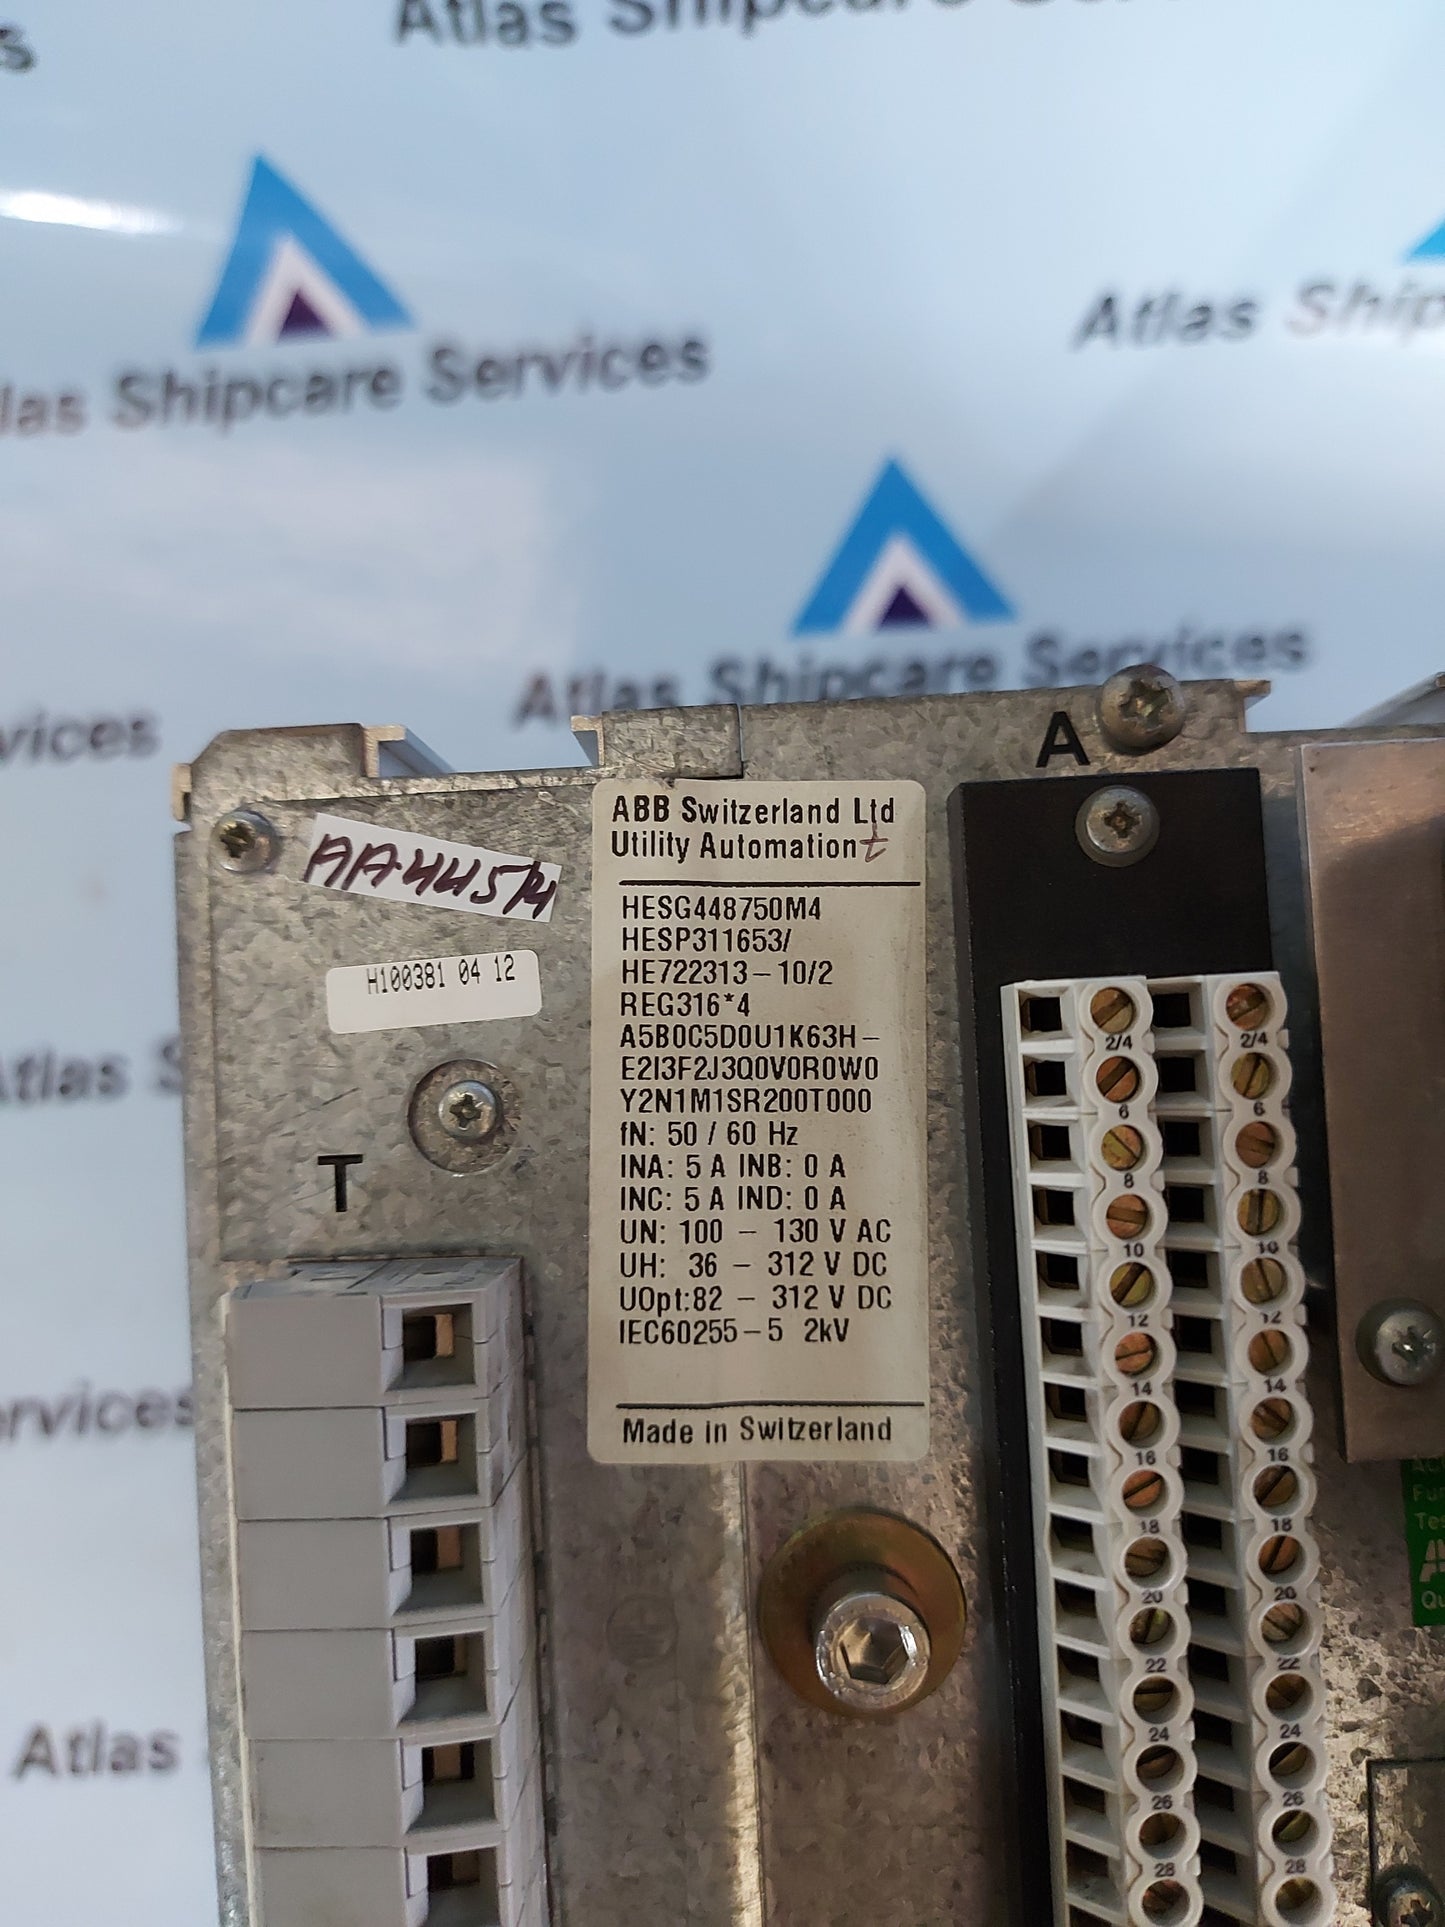 Atlas Shipcare Services
Atlas Shipcare Services
Atlas Ship
Atlas Shipcare Services
vices
Atlas S
ervices
Atlas
A
AA44514
H100381 04 12
T
ABB Switzerland Ltd
Utility Automation t
HESG448750M4
HESP311653/
HE722313-10/2
REG316*4
A5B0C5D0U1K63H-
E2I3F2J3Q0V0R0W0
Y2N1M1SR200T000
fN: 50 / 60 Hz
INA: 5 A INB: 0 A
INC: 5 A IND: 0 A
UN: 100 - 130 V AC
UH: 36 - 312 V DC
UOpt:82 - 312 V DC
IEC60255-5 2kV
Made in Switzerland
2/4 2/4
6 6
8 8
10 10
12 12
14 14
16 16
18 18
20 20
22 22
24 24
26 26
28 28